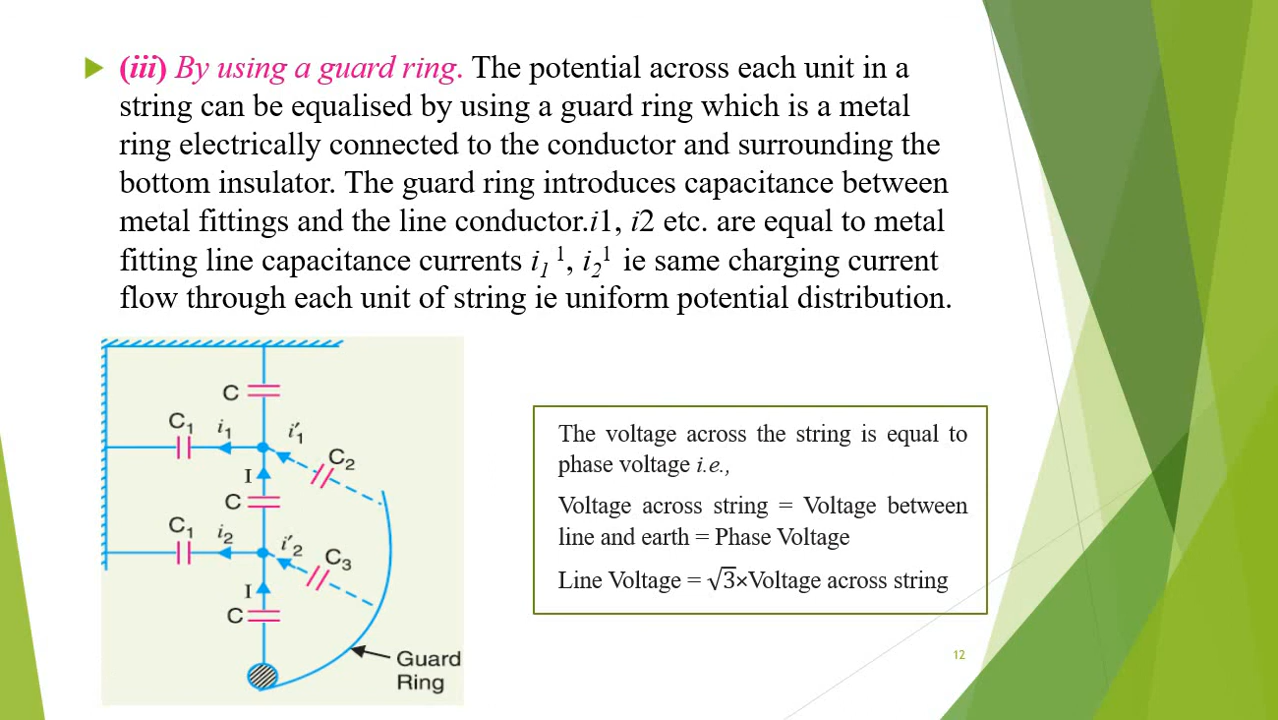 (iii) By using a guard ring. The potential across each unit in a
string can be equalised by using a guard ring which is a metal
ring electrically connected to the conductor and surrounding the
bottom insulator. The guard ring introduces capacitance between
metal fittings and the line conductor.i1, i2 etc. are equal to metal
fitting line capacitance currents i₁ ¹, i₂¹ ie same charging current
flow through each unit of string ie uniform potential distribution.
C
C₁ i₁ i′₁
C₂
I
C
C₁ i₂ i′₂
C₃
I
C
Guard
Ring
The voltage across the string is equal to
phase voltage i.e.,
Voltage across string = Voltage between
line and earth = Phase Voltage
Line Voltage = √3×Voltage across string
12